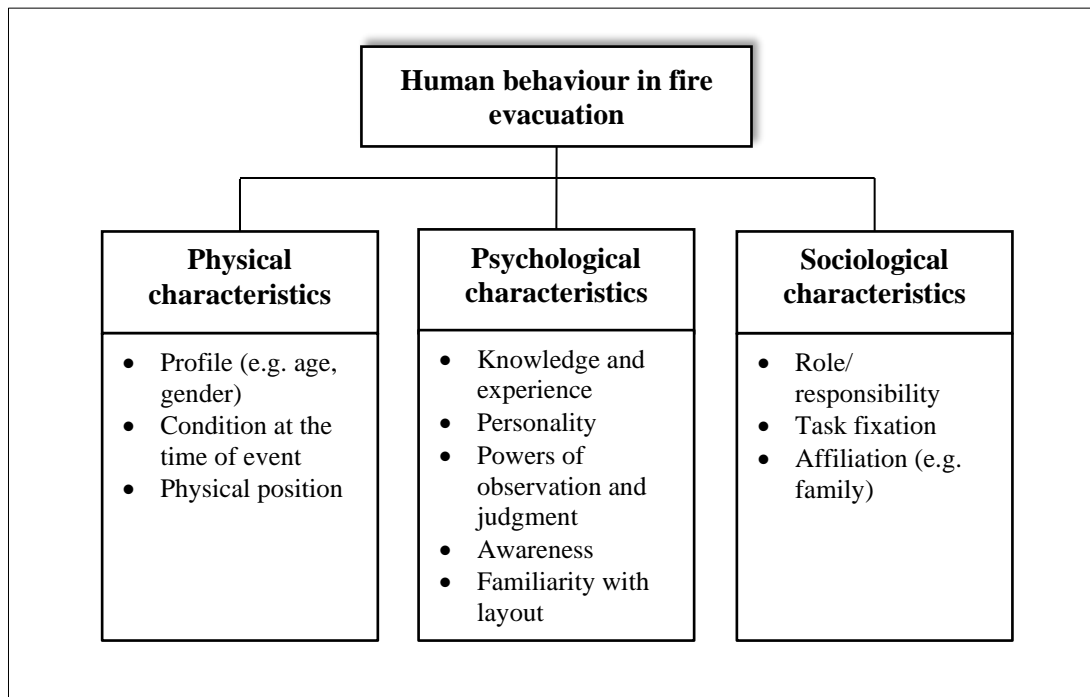 Human behaviour in fire
evacuation
Physical
characteristics
• Profile (e.g. age,
gender)
• Condition at the
time of event
• Physical position
Psychological
characteristics
• Knowledge and
experience
• Personality
• Powers of
observation and
judgment
• Awareness
• Familiarity with
layout
Sociological
characteristics
• Role/
responsibility
• Task fixation
• Affiliation (e.g.
family)